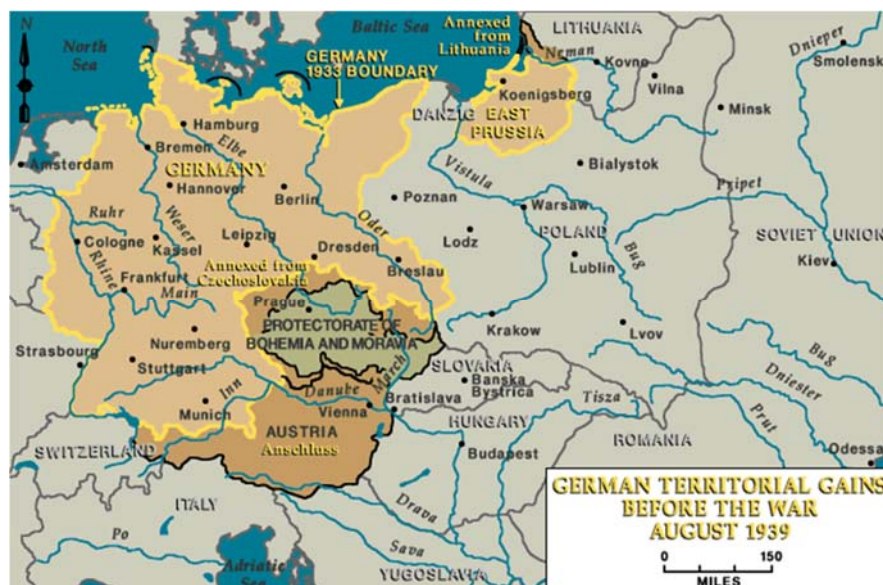 N
North
Sea
Baltic Sea
Annexed
from
Lithuania
LITHUANIA
Neman
Kovno
Vilna
Dnieper
Smolensk
GERMANY
1933 BOUNDARY
Koenigsberg
DANZIG
EAST
PRUSSIA
Minsk
Hamburg
Elbe
Bremen
Amsterdam
GERMANY
Hannover
Berlin
Weser
Vistula
Bialystok
Poznan
Warsaw
Pripet
Ruhr
Cologne
Kassel
Leipzig
Dresden
Oder
Breslau
Lodz
POLAND
Bug
Lublin
SOVIET UNION
Kiev
Rhine
Frankfurt
Main
Annexed from
Czechoslovakia
Prague
PROTECTORATE OF
BOHEMIA AND MORAVIA
Krakow
Lvov
Nuremberg
Strasbourg
Stuttgart
Inn
Munich
Danube
March
Vienna
Bratislava
SLOVAKIA
Banska
Bystrica
Tisza
Bug
Dniester
Prut
SWITZERLAND
AUSTRIA
Anschluss
HUNGARY
Budapest
ROMANIA
Odessa
ITALY
Po
Adriatic
Sea
Drava
Sava
YUGOSLAVIA
GERMAN TERRITORIAL GAINS
BEFORE THE WAR
AUGUST 1939
0 150
MILES